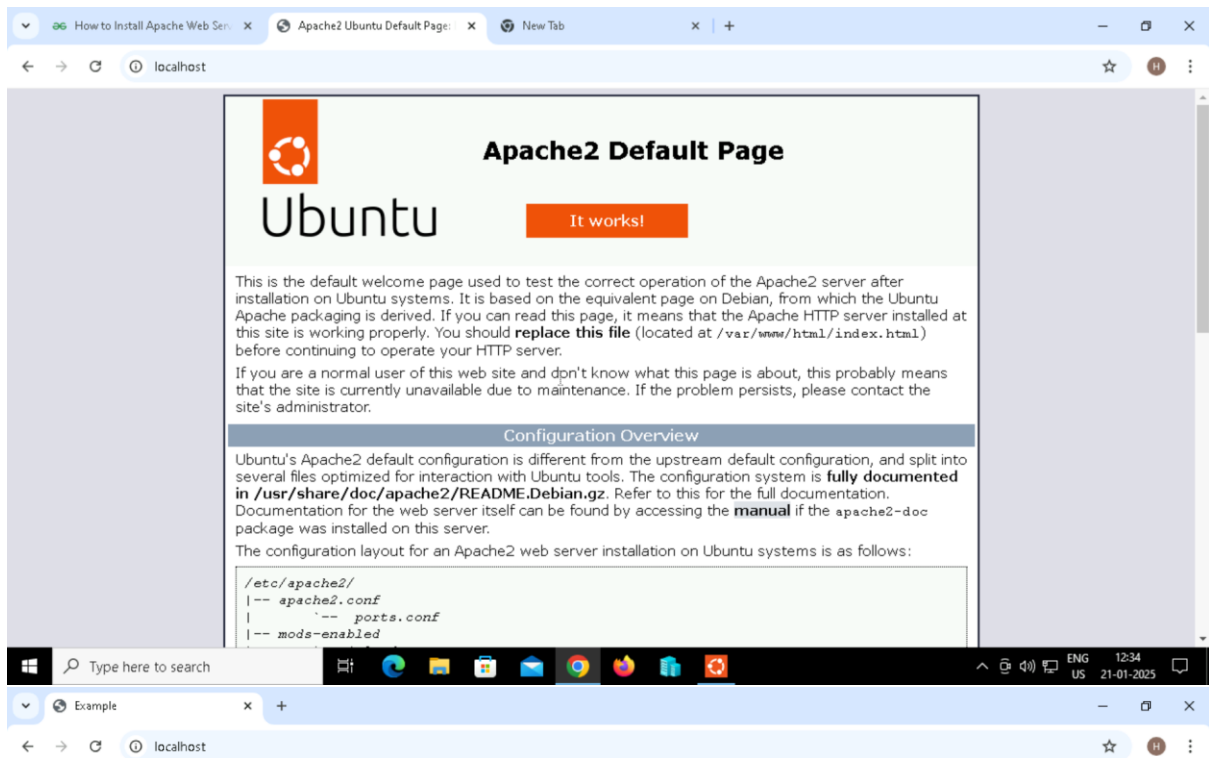 How to Install Apache Web Serv
Apache2 Ubuntu Default Page:
New Tab
localhost
H
Apache2 Default Page
Ubuntu
It works!
This is the default welcome page used to test the correct operation of the Apache2 server after
installation on Ubuntu systems. It is based on the equivalent page on Debian, from which the Ubuntu
Apache packaging is derived. If you can read this page, it means that the Apache HTTP server installed at
this site is working properly. You should replace this file (located at /var/www/html/index.html)
before continuing to operate your HTTP server.
If you are a normal user of this web site and don't know what this page is about, this probably means
that the site is currently unavailable due to maintenance. If the problem persists, please contact the
site's administrator.
Configuration Overview
Ubuntu's Apache2 default configuration is different from the upstream default configuration, and split into
several files optimized for interaction with Ubuntu tools. The configuration system is fully documented
in /usr/share/doc/apache2/README.Debian.gz. Refer to this for the full documentation.
Documentation for the web server itself can be found by accessing the manual if the apache2-doc
package was installed on this server.
The configuration layout for an Apache2 web server installation on Ubuntu systems is as follows:
/etc/apache2/
|-- apache2.conf
|       `--  ports.conf
|-- mods-enabled
Type here to search
ENG
US
12:34
21-01-2025
Example
localhost
H